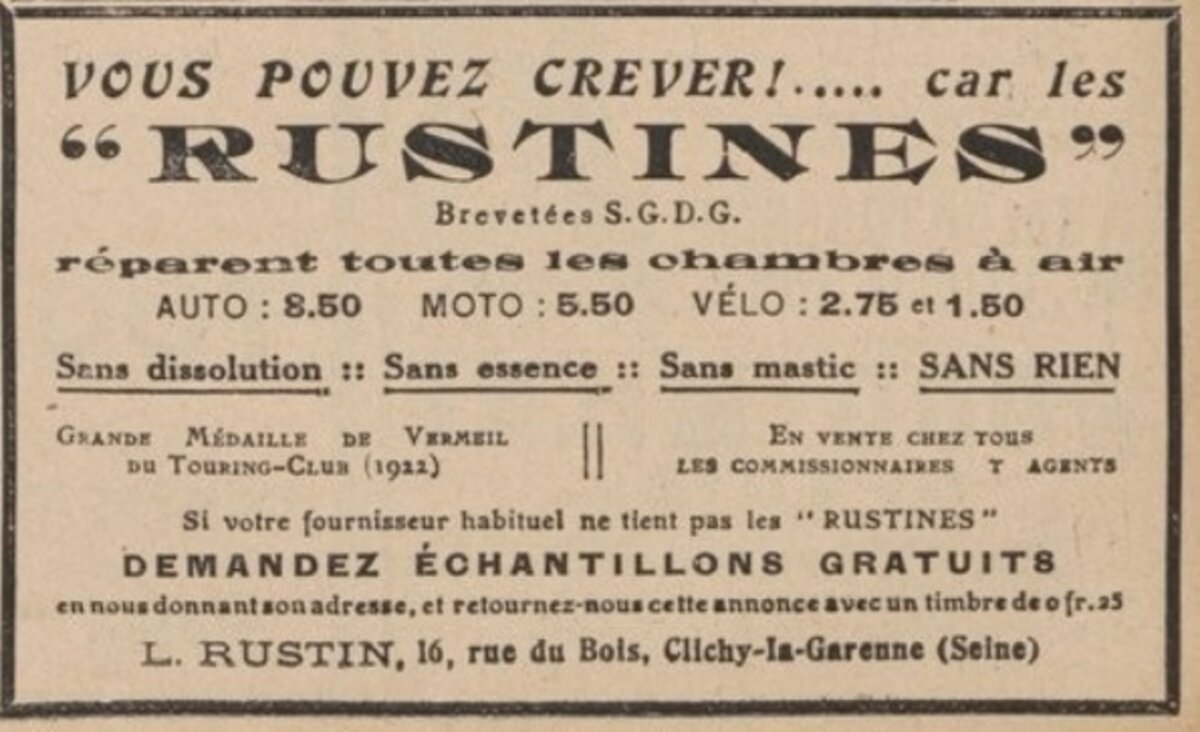 VOUS POUVEZ CREVER!..... car les
“RUSTINES”
Brevetées S.G.D.G.
réparent toutes les chambres à air
AUTO : 8.50 MOTO : 5.50 VÉLO : 2.75 et 1.50
Sans dissolution :: Sans essence :: Sans mastic :: SANS RIEN
GRANDE MÉDAILLE DE VERMEIL
DU TOURING-CLUB (1922)
EN VENTE CHEZ TOUS
LES COMMISSIONNAIRES T AGENTS
Si votre fournisseur habituel ne tient pas les "RUSTINES"
DEMANDEZ ÉCHANTILLONS GRATUITS
en nous donnant son adresse, et retournez-nous cette annonce avec un timbre de 0 fr. 25
L. RUSTIN, 16, rue du Bois, Clichy-la-Garenne (Seine)